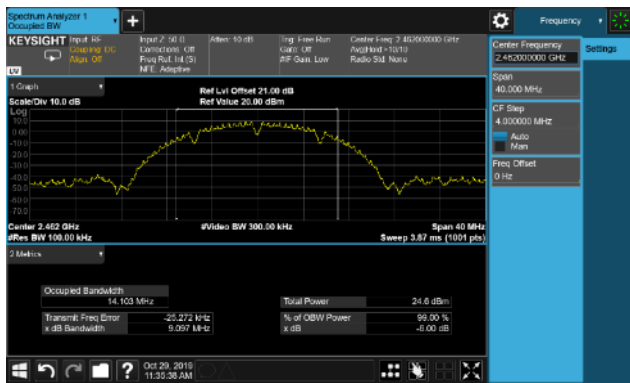 Spectrum Analyzer 1
Occupied BW
Frequency
KEYSIGHT
Input: RF
Coupling: DC
Align: Off
Input Z: 50 Ω
Corrections: Off
Freq Ref: Int (S)
NFE: Adaptive
Atten: 10 dB
Trig: Free Run
Gate: Off
#IF Gain: Low
Center Freq: 2.462000000 GHz
Avg|Hold:>10/10
Radio Std: None
LV
1 Graph
Scale/Div 10.0 dB
Ref Lvl Offset 21.00 dB
Ref Value 20.00 dBm
Log
10.0
0.00
-10.0
-20.0
-30.0
-40.0
-50.0
-60.0
-70.0
Center 2.462 GHz
#Res BW 100.00 kHz
#Video BW 300.00 kHz
Span 40 MHz
Sweep 3.87 ms (1001 pts)
2 Metrics
Occupied Bandwidth
14.103 MHz
Total Power 24.6 dBm
Transmit Freq Error -25.272 kHz
% of OBW Power 99.00 %
x dB Bandwidth 9.097 MHz
x dB -6.00 dB
Center Frequency
2.462000000 GHz
Settings
Span
40.000 MHz
CF Step
4.000000 MHz
Auto
Man
Freq Offset
0 Hz
?
Oct 29, 2019
11:35:38 AM